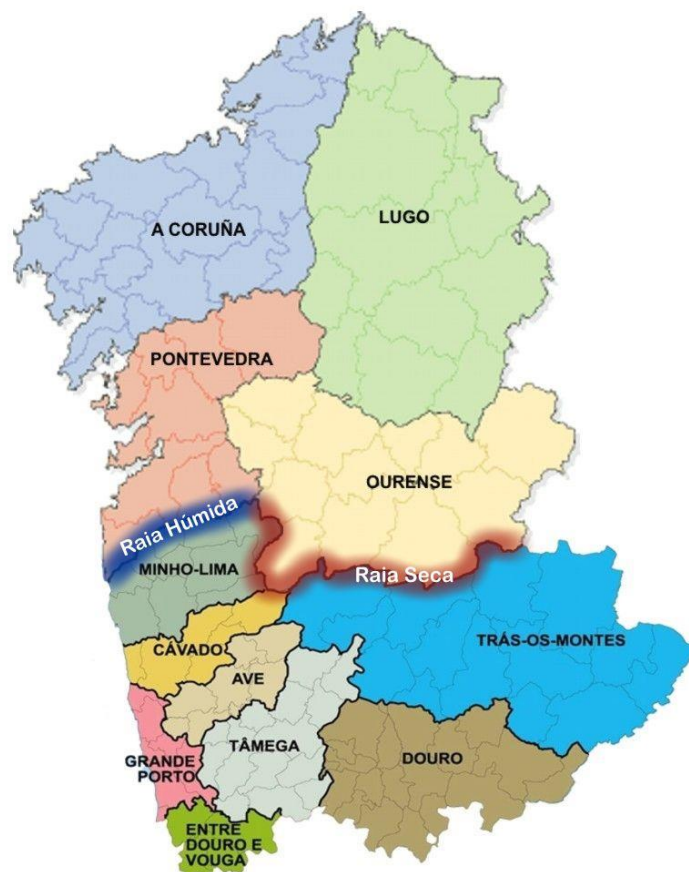 A CORUÑA
LUGO
PONTEVEDRA
OURENSE
Raia Húmida
MINHO-LIMA
Raia Seca
CÁVADO
TRÁS-OS-MONTES
AVE
TÂMEGA
DOURO
GRANDE
PORTO
ENTRE
DOURO E
VOUGA